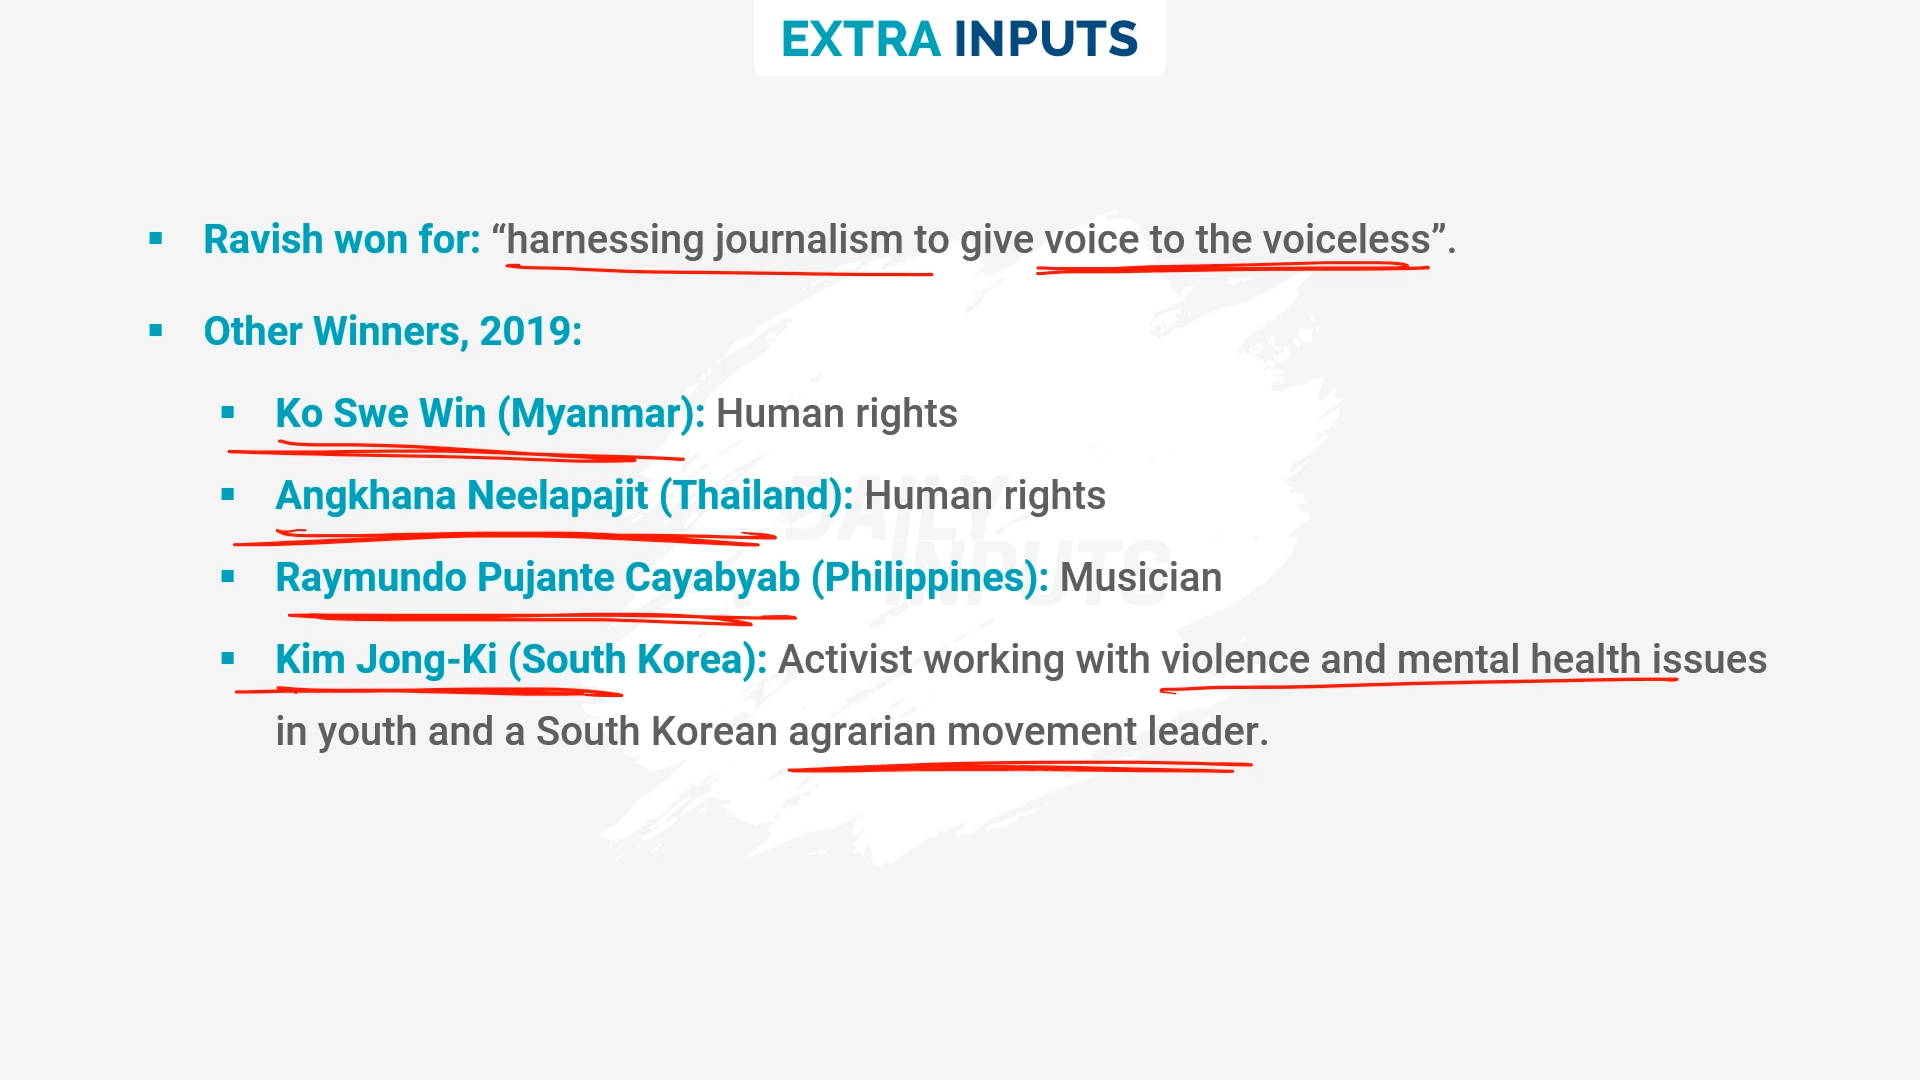 EXTRA INPUTS
▪ Ravish won for: “harnessing journalism to give voice to the voiceless”.
▪ Other Winners, 2019:
▪ Ko Swe Win (Myanmar): Human rights
▪ Angkhana Neelapajit (Thailand): Human rights
▪ Raymundo Pujante Cayabyab (Philippines): Musician
▪ Kim Jong-Ki (South Korea): Activist working with violence and mental health issues
in youth and a South Korean agrarian movement leader.
DAILY
INPUTS